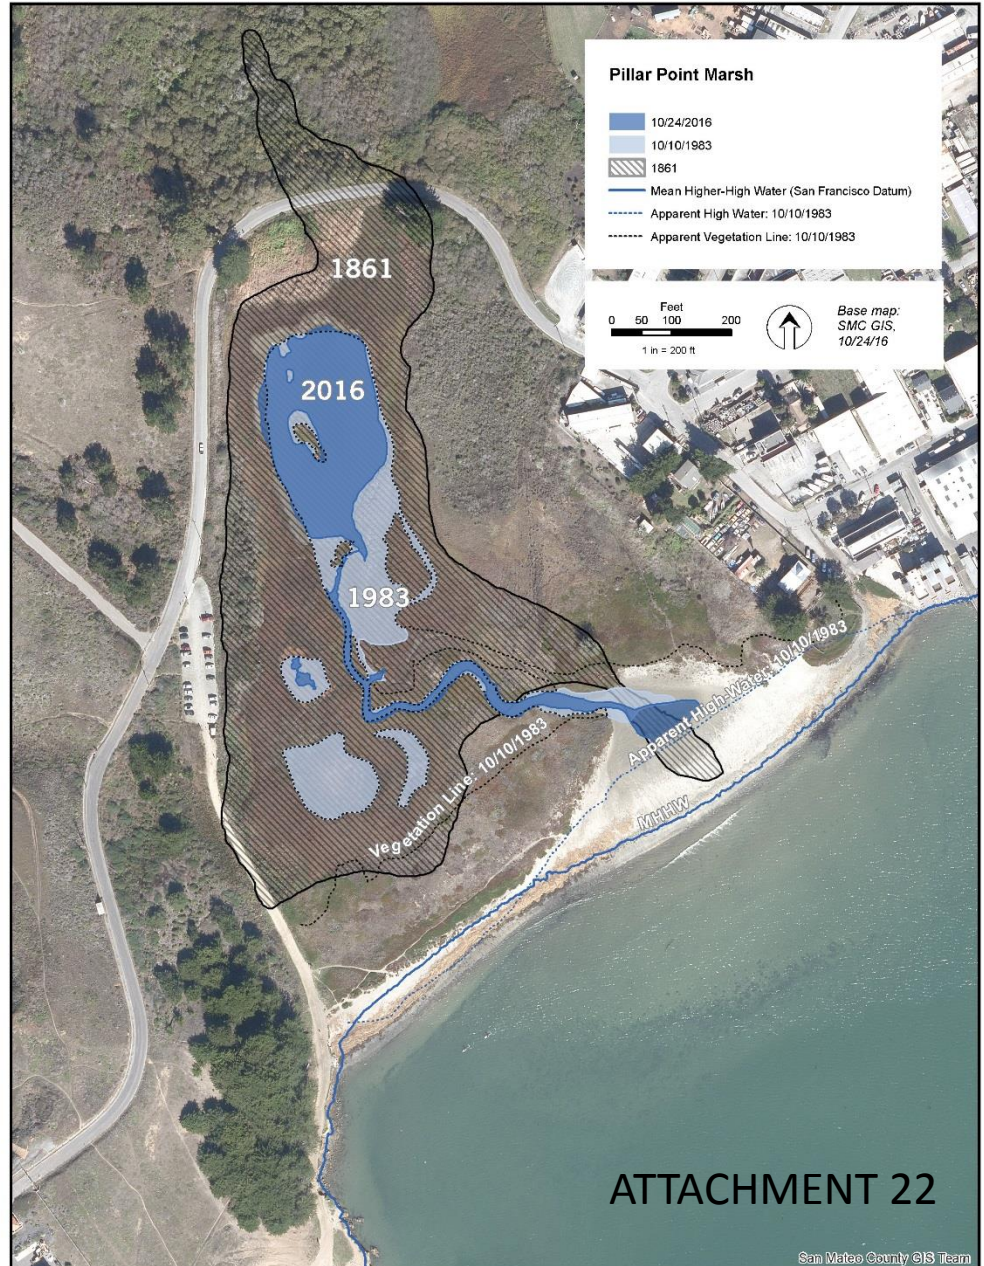 Pillar Point Marsh
10/24/2016
10/10/1983
1861
Mean Higher-High Water (San Francisco Datum)
Apparent High Water: 10/10/1983
Apparent Vegetation Line: 10/10/1983
Feet
0 50 100 200
1 in = 200 ft
Base map:
SMC GIS,
10/24/16
1861
2016
1983
Apparent High-Water: 10/10/1983
Vegetation Line: 10/10/1983
MHHW
ATTACHMENT 22
San Mateo County GIS Team